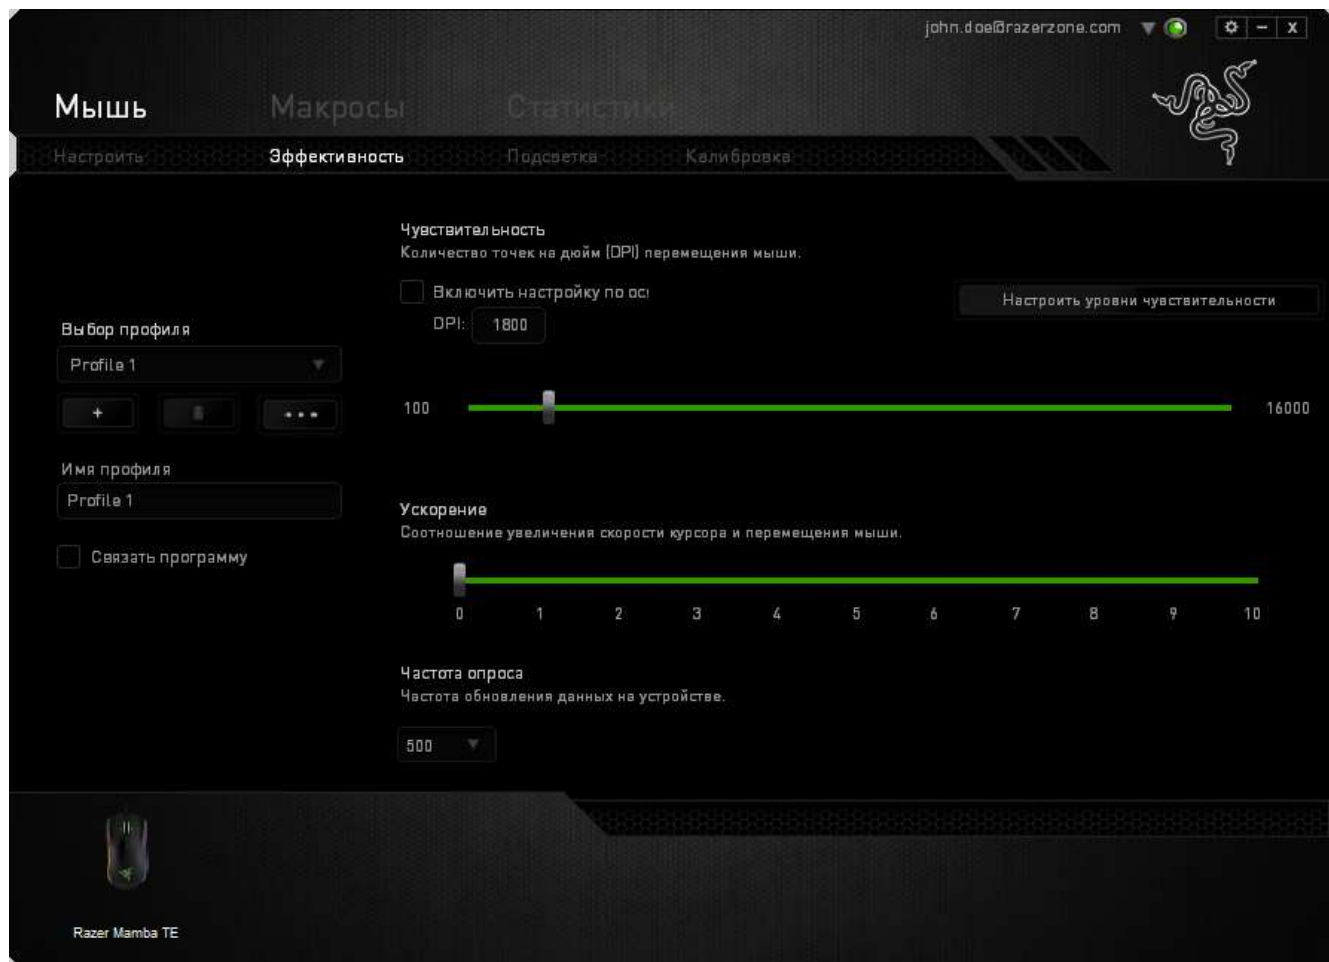 john.doe@razerzone.com
Мышь Макросы Статистики
Настроить Эффективность Подсветка Калибровка
Чувствительность
Количество точек на дюйм (DPI) перемещения мыши.
Включить настройку по ос
Настроить уровни чувствительности
DPI: 1800
Выбор профиля
Profile 1
100 16000
Имя профиля
Profile 1
Связать программу
Ускорение
Соотношение увеличения скорости курсора и перемещения мыши.
0 1 2 3 4 5 6 7 8 9 10
Частота опроса
Частота обновления данных на устройстве.
500
Razer Mamba TE